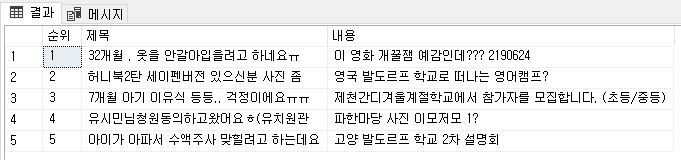 결과 메시지
순위 제목 내용
1 1 32개월 . 옷을 안갈아입을려고 하네요ㅠ 이 영화 개꿀잼 예감인데??? 2190624
2 2 허니북2탄 세이펜버젼 있으신분 사진 좀 영국 발도르프 학교로 떠나는 영어캠프?
3 3 7개월 아기 이유식 등등.. 걱정이에요ㅠㅠ 제천간디겨울계절학교에서 참가자를 모집합니다. (초등/중등)
4 4 유시민님청원동의하고왔어요ㅎ(유치원관 파한마당 사진 이모저모 1?
5 5 아이가 아파서 수액주사 맞힐려고 하는데요 고양 발도르프 학교 2차 설명회